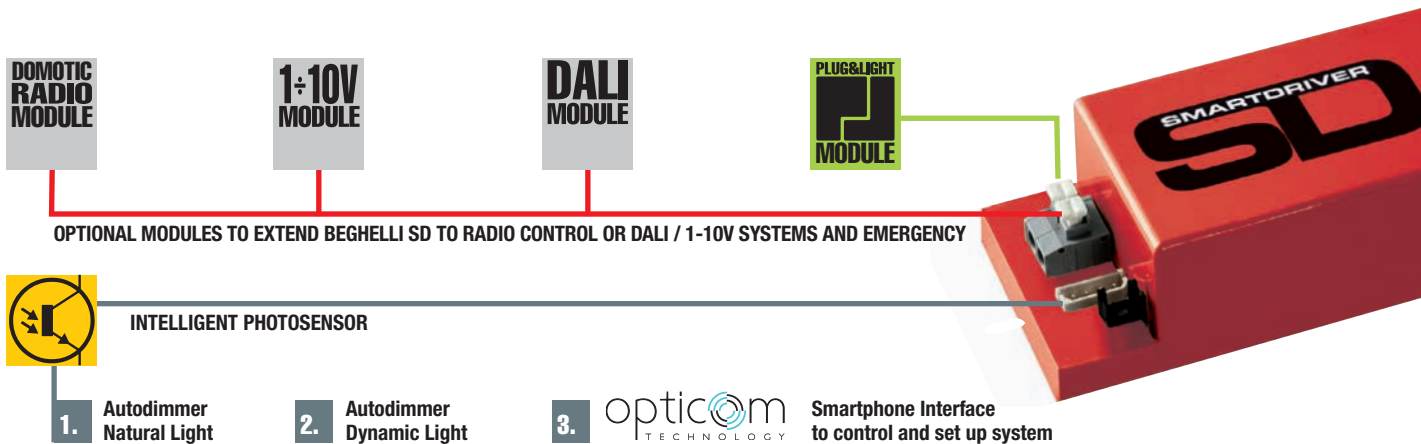 DOMOTIC
RADIO
MODULE
1÷10V
MODULE
DALI
MODULE
PLUG&LIGHT
MODULE
SMARTDRIVER
SD
OPTIONAL MODULES TO EXTEND BEGHELLI SD TO RADIO CONTROL OR DALI / 1-10V SYSTEMS AND EMERGENCY
INTELLIGENT PHOTOSENSOR
1.
Autodimmer
Natural Light
2.
Autodimmer
Dynamic Light
3.
opticom
TECHNOLOGY
Smartphone Interface
to control and set up system